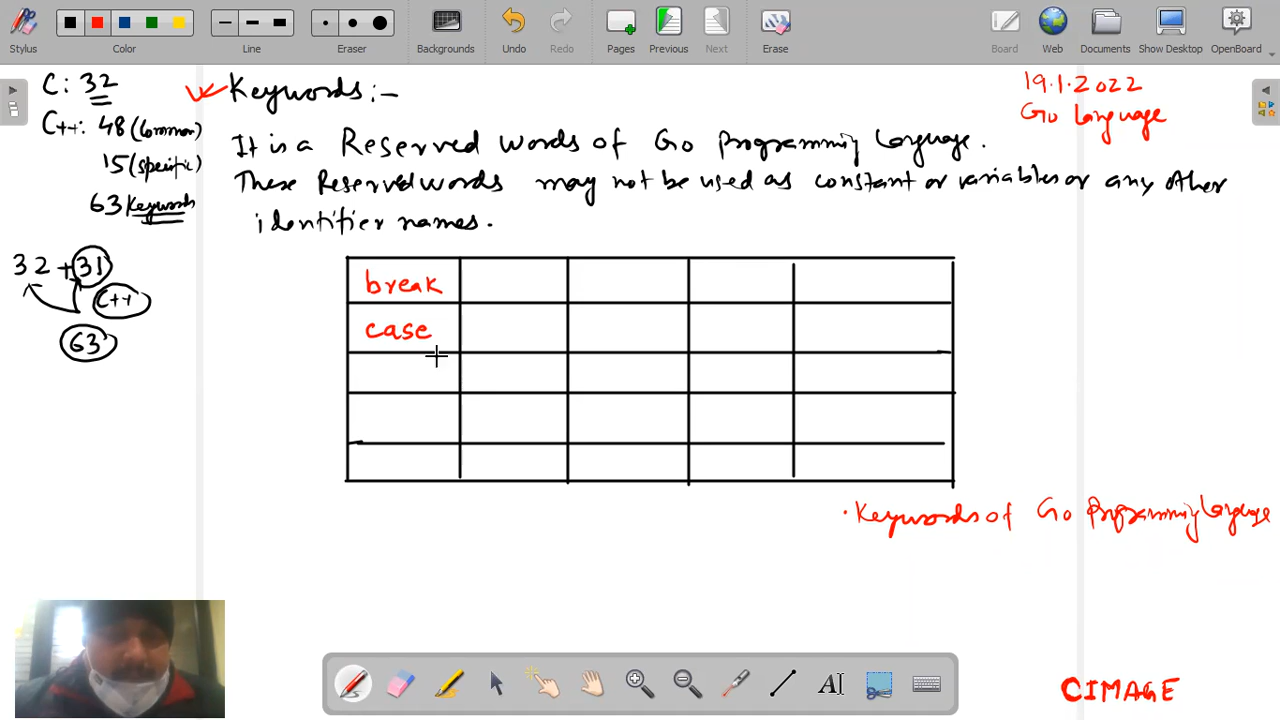 Stylus
Color
Line
Eraser
Backgrounds
Undo
Redo
Pages
Previous
Next
Erase
Board
Web
Documents
Show Desktop
OpenBoard
C: 32
C++: 48 (Common)
15 (specific)
63 Keywords
32 + 31
C++
63
Keywords :-
19.1.2022
Go Language
It is a Reserved words of Go Programming Language.
These Reserved words may not be used as constant or variables or any other
identifier names.
break
case
. Keywords of Go Programming Language
CIMAGE